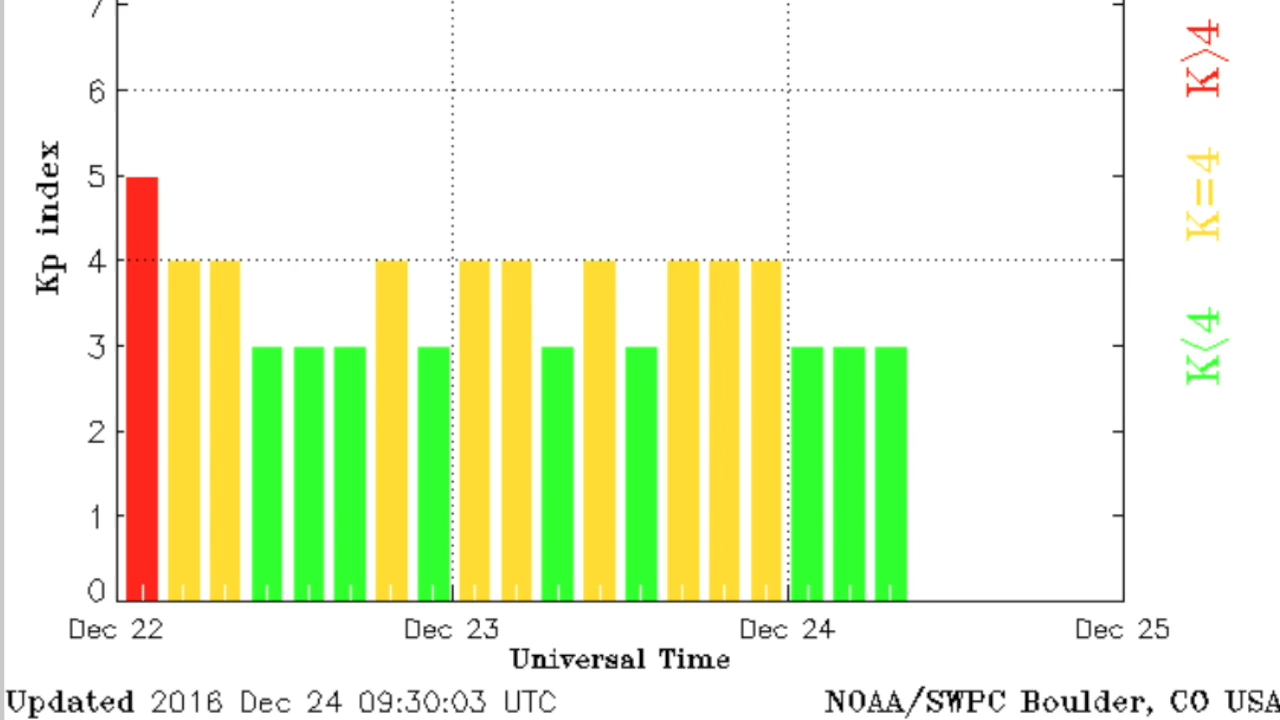 7
6
5
4
3
2
1
0
Kp index
Dec 22 Dec 23 Dec 24 Dec 25
Universal Time
Updated 2016 Dec 24 09:30:03 UTC
NOAA/SWPC Boulder, CO USA
K>4
K=4
K<4